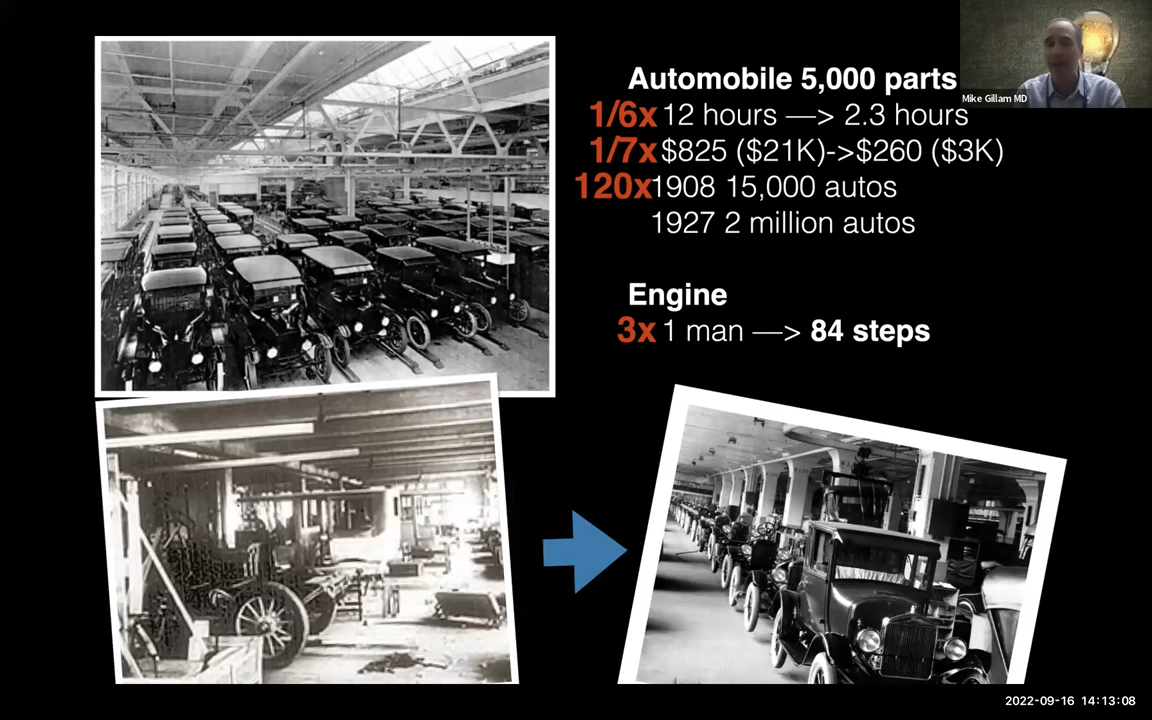 Automobile 5,000 parts
1/6x 12 hours —> 2.3 hours
1/7x $825 ($21K)->$260 ($3K)
120x 1908 15,000 autos
1927 2 million autos
Engine
3x 1 man —> 84 steps
Mike Gillam MD
2022-09-16 14:13:08